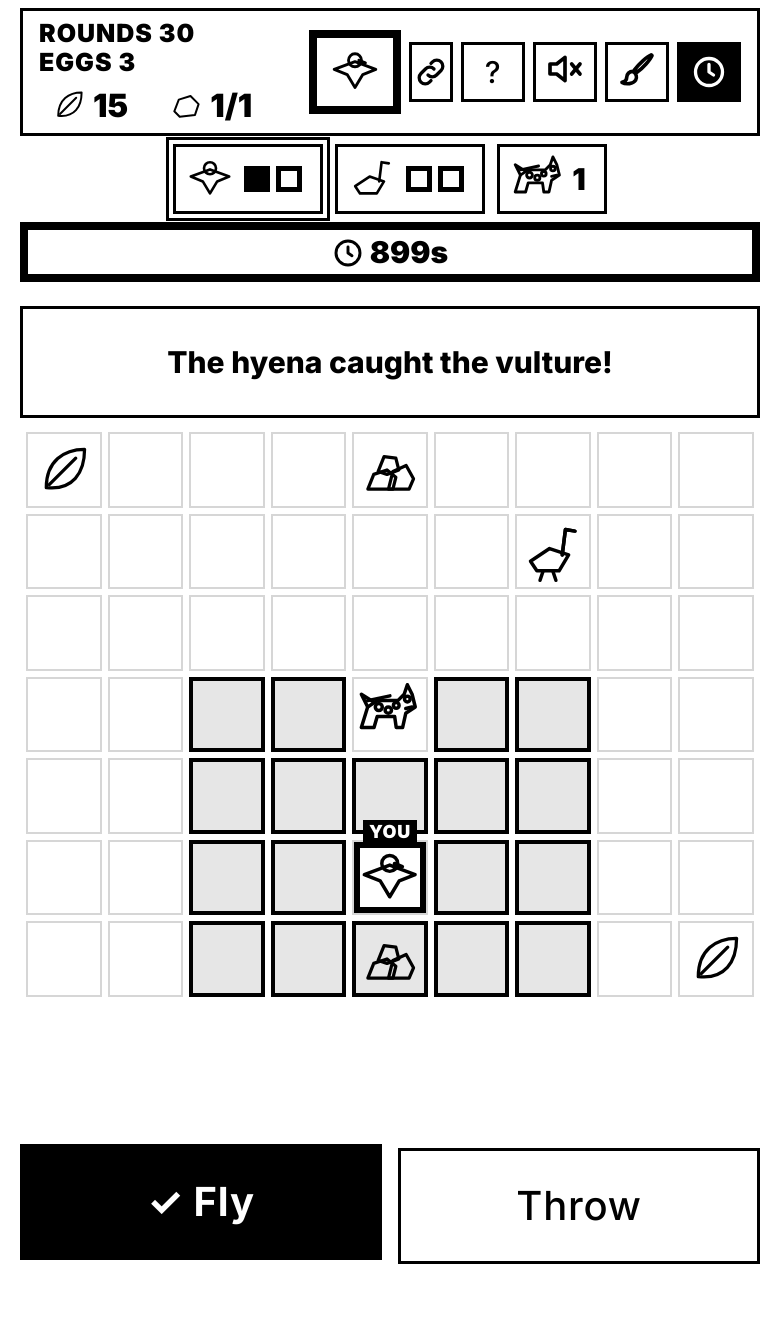 ROUNDS 30
EGGS 3
15 1/1
?
1
899s
The hyena caught the vulture!
YOU
Fly
Throw